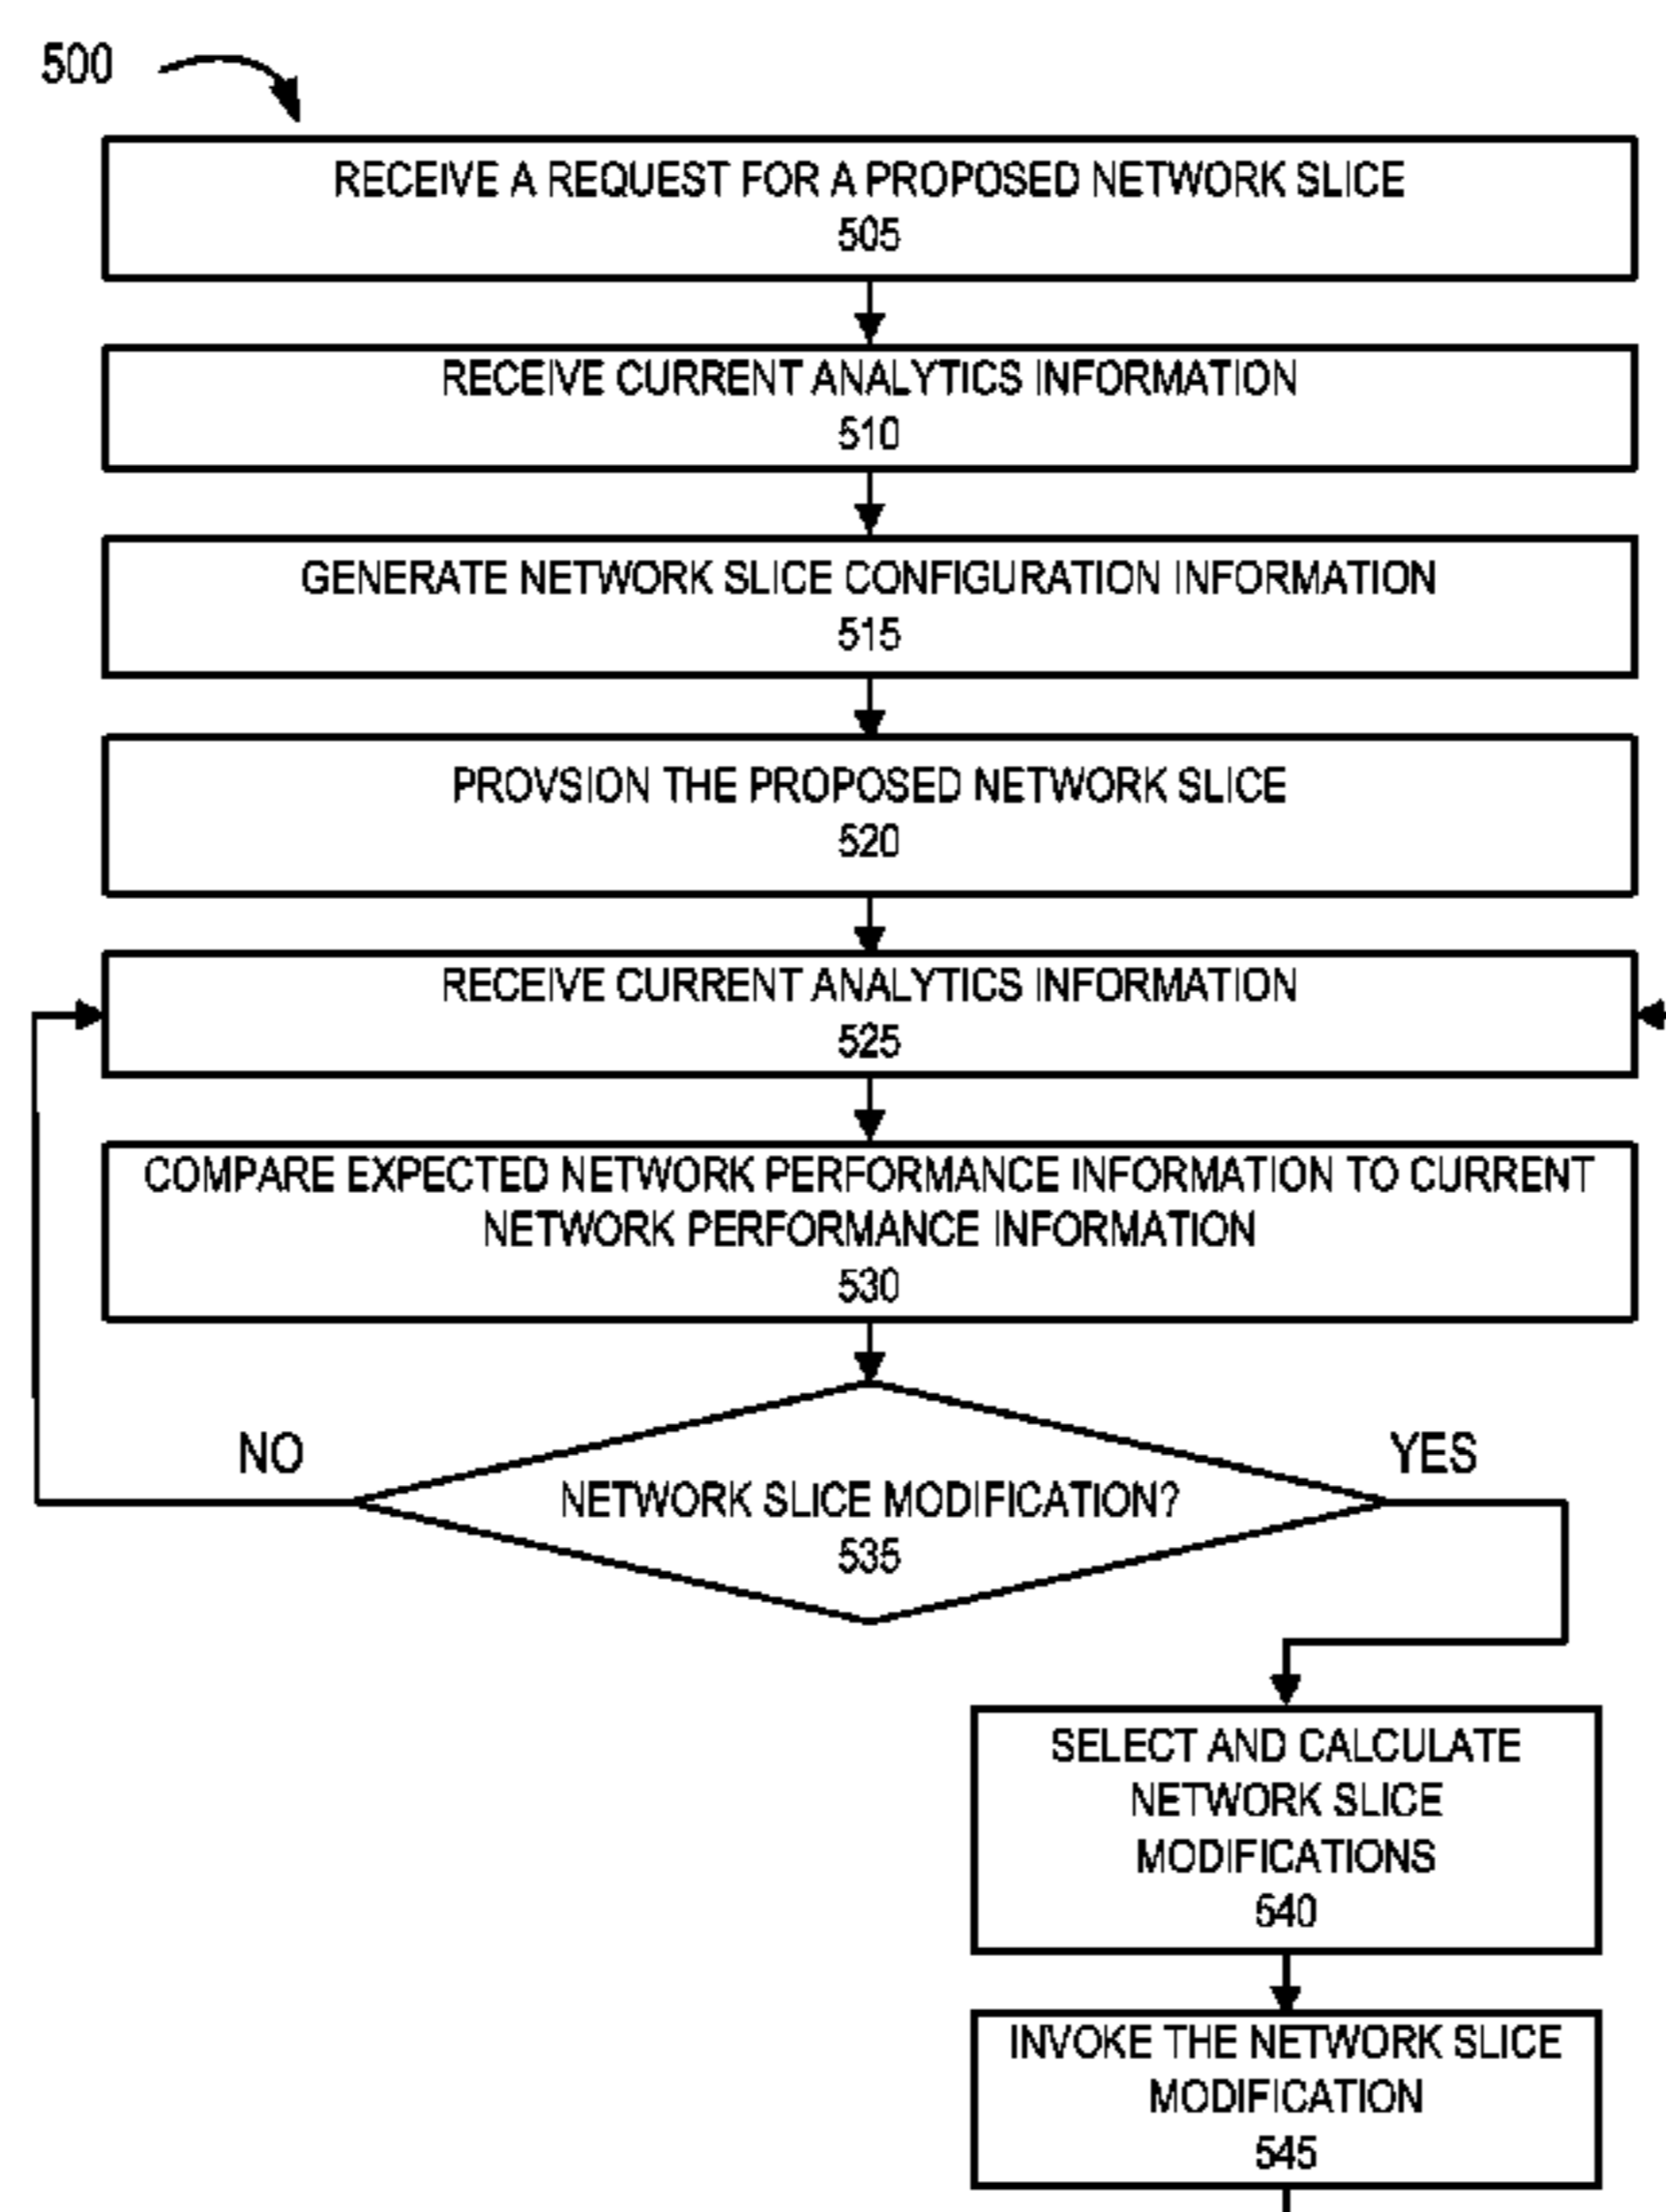 500
RECEIVE A REQUEST FOR A PROPOSED NETWORK SLICE
505
RECEIVE CURRENT ANALYTICS INFORMATION
510
GENERATE NETWORK SLICE CONFIGURATION INFORMATION
515
PROVSION THE PROPOSED NETWORK SLICE
520
RECEIVE CURRENT ANALYTICS INFORMATION
525
COMPARE EXPECTED NETWORK PERFORMANCE INFORMATION TO CURRENT
NETWORK PERFORMANCE INFORMATION
530
NO
YES
NETWORK SLICE MODIFICATION?
535
SELECT AND CALCULATE
NETWORK SLICE
MODIFICATIONS
540
INVOKE THE NETWORK SLICE
MODIFICATION
545